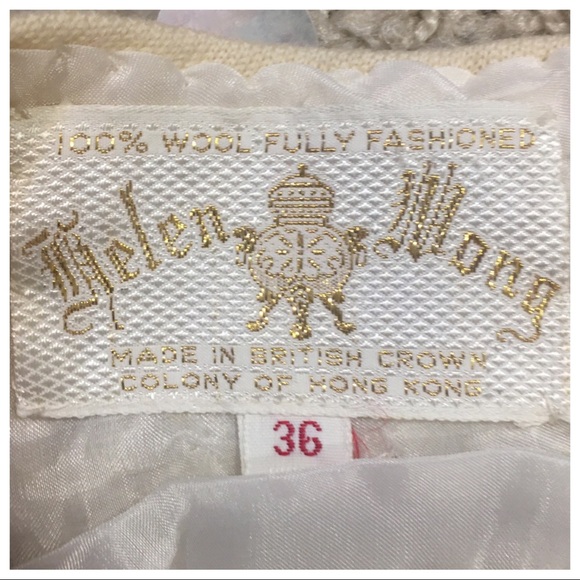 100% WOOL FULLY FASHIONED
Helen Wong
MADE IN BRITISH CROWN
COLONY OF HONG KONG
36